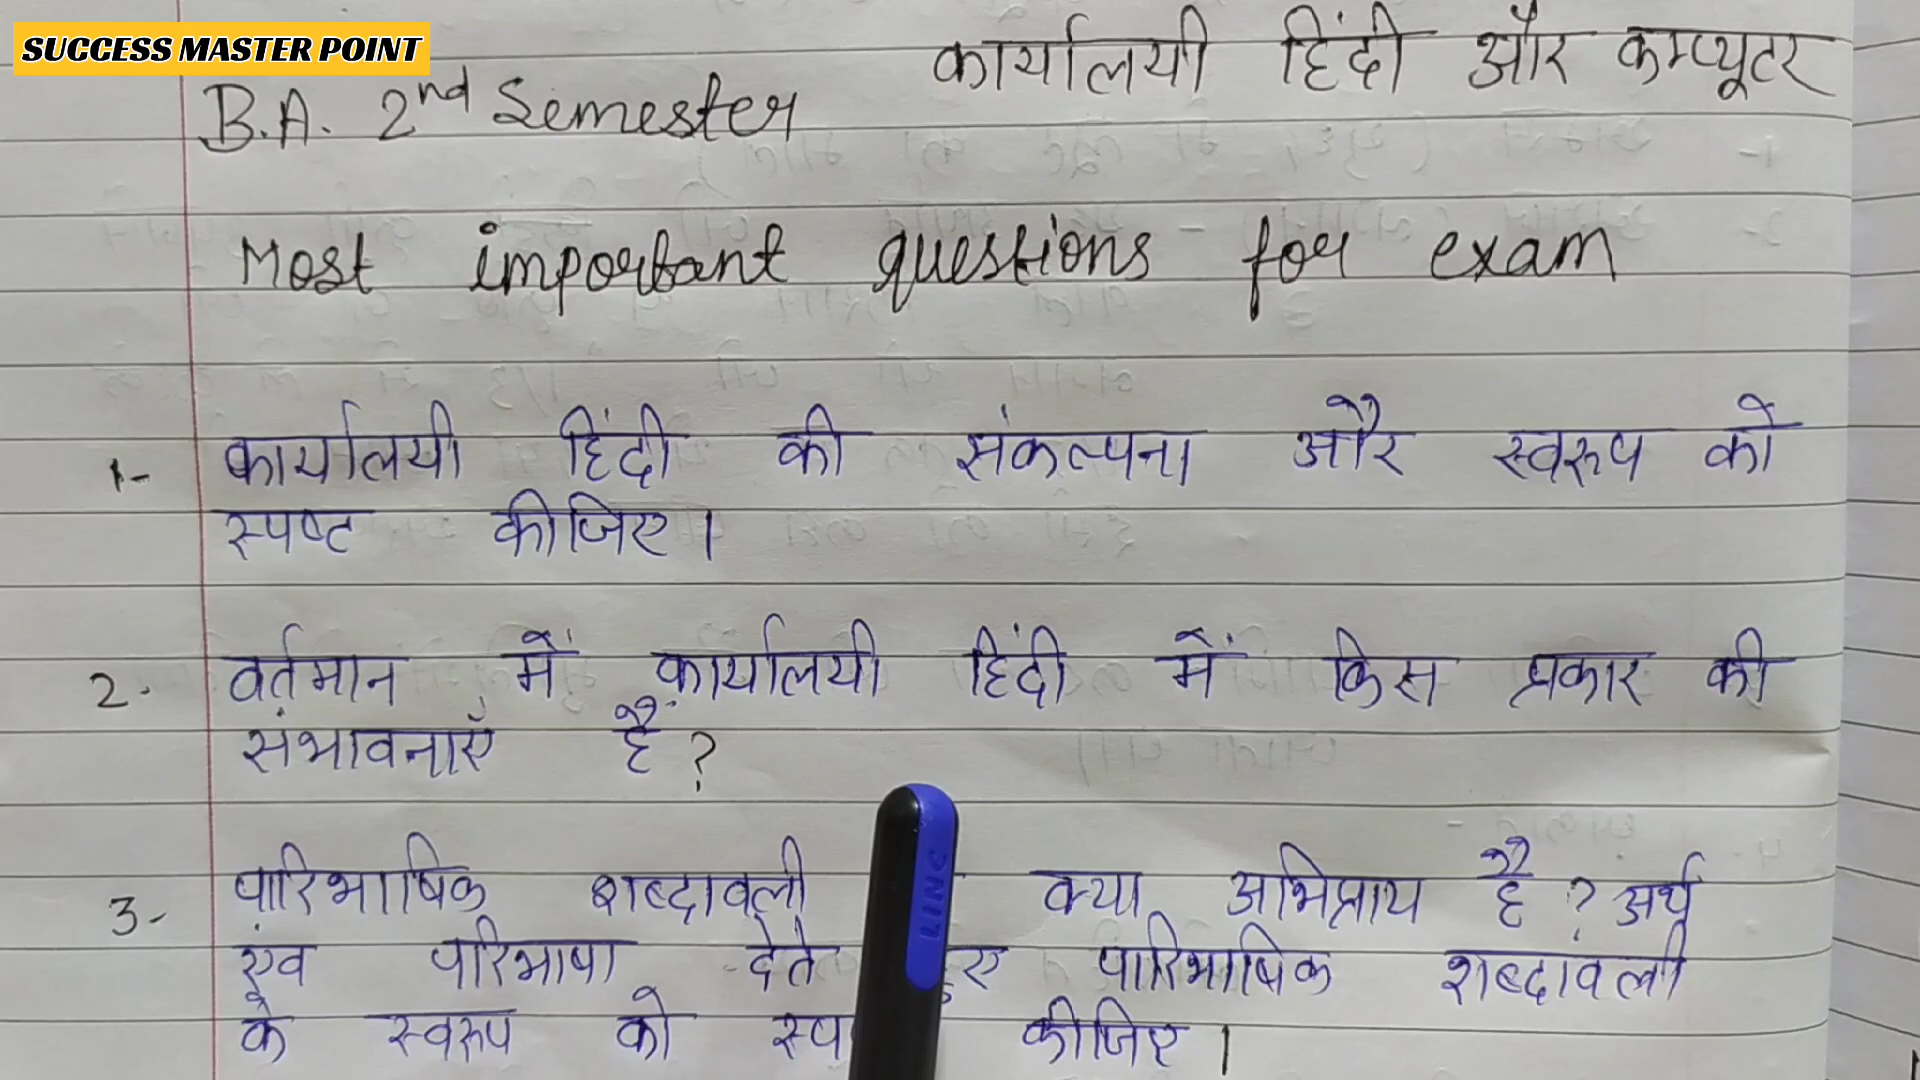 SUCCESS MASTER POINT
कार्यालयी हिंदी और कम्प्यूटर
B.A. 2nd Semester
Most important questions for exam
1- कार्यालयी हिंदी की संकल्पना और स्वरूप को
स्पष्ट कीजिए।
2. वर्तमान में कार्यालयी हिंदी में किस प्रकार की
संभावनाएँ है?
3- पारिभाषिक शब्दावली क्या अभिप्राय है? अर्थ
एंव परिभाषा देते हुए पारिभाषिक शब्दावली
के स्वरूप को कीजिए।
LINC